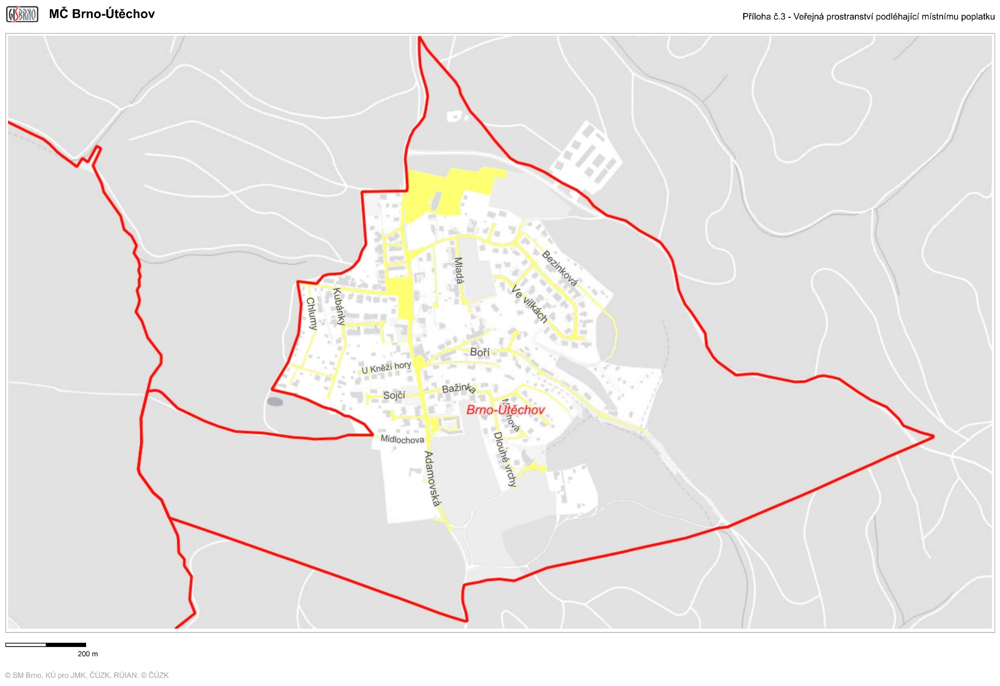 GISBRNO
MČ Brno-Útěchov
Příloha č.3 - Veřejná prostranství podléhající místnímu poplatku
Bezinková
Mladá
Ve vilkách
Kubánky
Chlumy
Boří
U Kněží hory
Bažinka
Sojčí
Brno-Útěchov
Midlochova
Dlouhé vrchy
Adamovská
200 m
© SM Brno, KÚ pro JMK, ČÚZK, RÚIAN: © ČÚZK